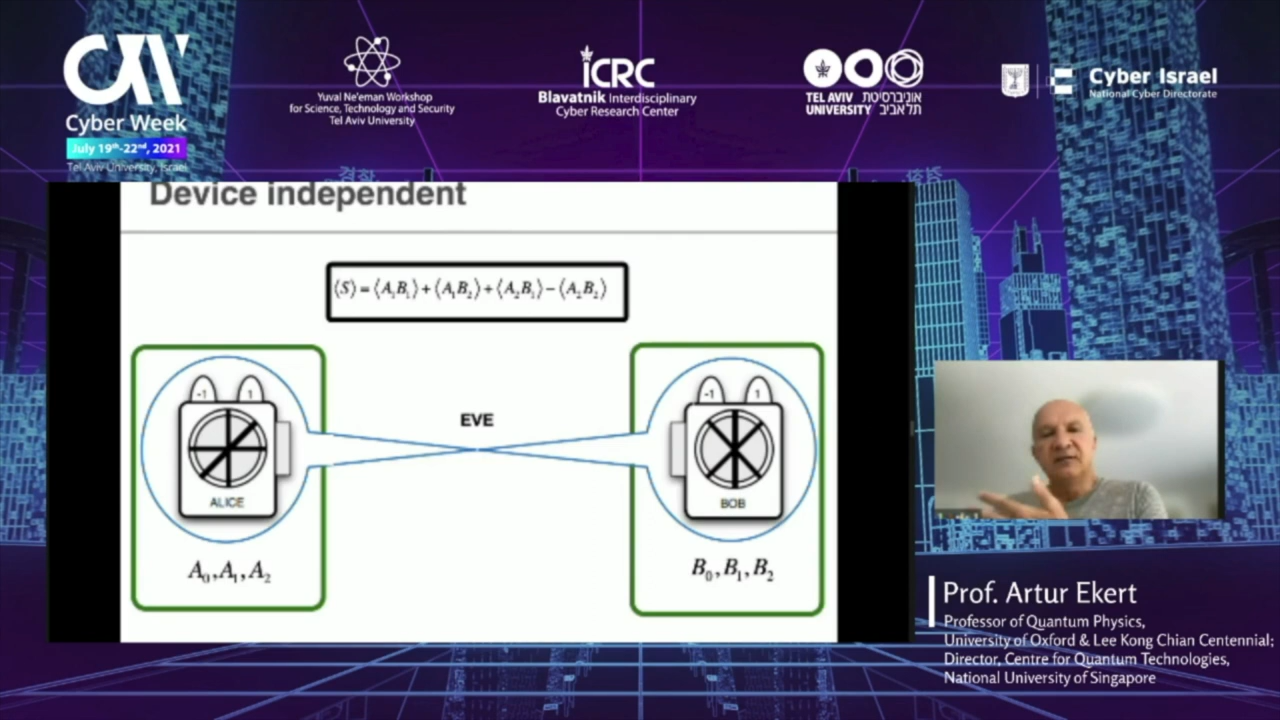 Cyber Week
July 19th-22nd, 2021
Tel Aviv University, Israel
Yuval Ne'eman Workshop
for Science, Technology and Security
Tel Aviv University
ICRC
Blavatnik Interdisciplinary
Cyber Research Center
TEL AVIV אוניברסיטת
UNIVERSITY תל אביב
Cyber Israel
National Cyber Directorate
Device independent
⟨S⟩ = ⟨A₁B₁⟩ + ⟨A₁B₂⟩ + ⟨A₂B₁⟩ − ⟨A₂B₂⟩
-1 1
ALICE
A₀, A₁, A₂
EVE
-1 1
BOB
B₀, B₁, B₂
Prof. Artur Ekert
Professor of Quantum Physics,
University of Oxford & Lee Kong Chian Centennial;
Director, Centre for Quantum Technologies,
National University of Singapore